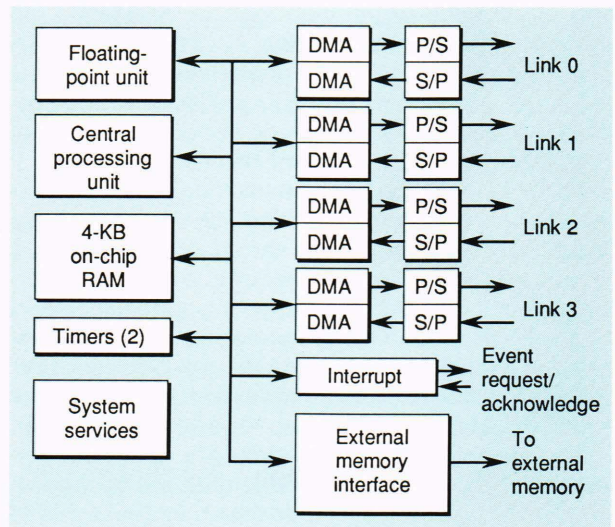 Floating-
point unit
Central
processing
unit
4-KB
on-chip
RAM
Timers (2)
System
services
DMA
P/S
DMA
S/P
Link 0
DMA
P/S
DMA
S/P
Link 1
DMA
P/S
DMA
S/P
Link 2
DMA
P/S
DMA
S/P
Link 3
Interrupt
Event
request/
acknowledge
External
memory
interface
To
external
memory